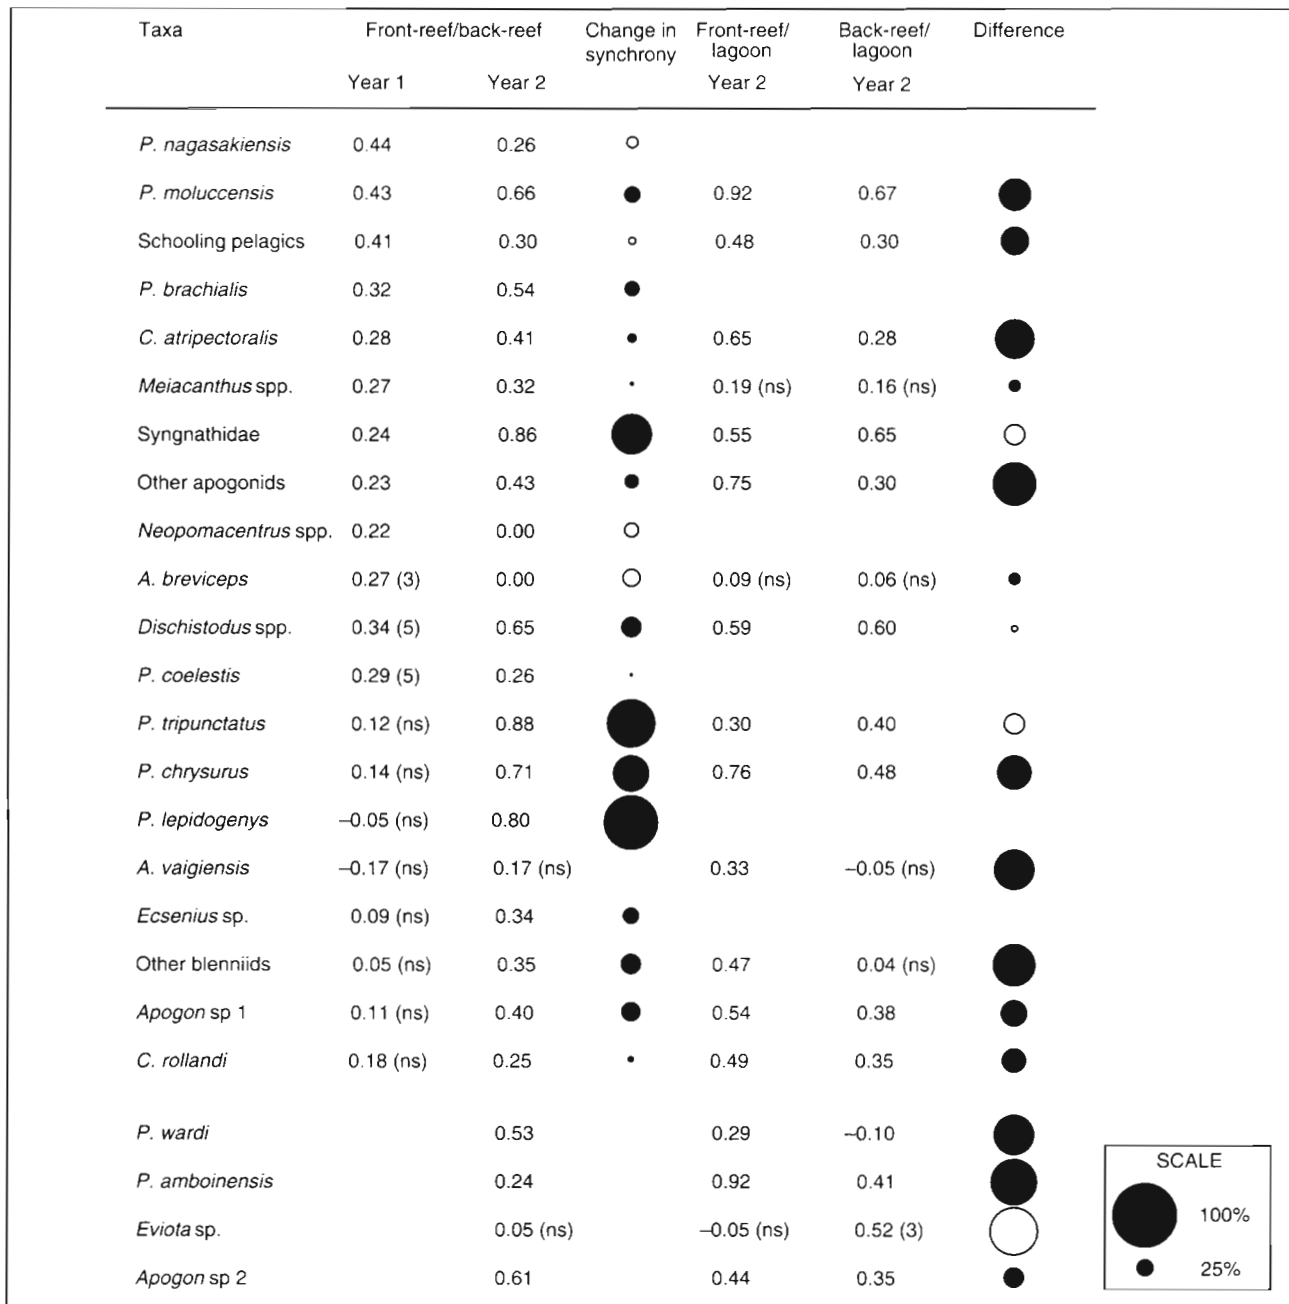 Taxa Front-reef/back-reef Change in synchrony Front-reef/ lagoon Back-reef/ lagoon Difference
Year 1 Year 2 Year 2 Year 2
P. nagasakiensis 0.44 0.26
P. moluccensis 0.43 0.66 0.92 0.67
Schooling pelagics 0.41 0.30 0.48 0.30
P. brachialis 0.32 0.54
C. atripectoralis 0.28 0.41 0.65 0.28
Meiacanthus spp. 0.27 0.32 0.19 (ns) 0.16 (ns)
Syngnathidae 0.24 0.86 0.55 0.65
Other apogonids 0.23 0.43 0.75 0.30
Neopomacentrus spp. 0.22 0.00
A. breviceps 0.27 (3) 0.00 0.09 (ns) 0.06 (ns)
Dischistodus spp. 0.34 (5) 0.65 0.59 0.60
P. coelestis 0.29 (5) 0.26
P. tripunctatus 0.12 (ns) 0.88 0.30 0.40
P. chrysurus 0.14 (ns) 0.71 0.76 0.48
P. lepidogenys –0.05 (ns) 0.80
A. vaigiensis –0.17 (ns) 0.17 (ns) 0.33 –0.05 (ns)
Ecsenius sp. 0.09 (ns) 0.34
Other blenniids 0.05 (ns) 0.35 0.47 0.04 (ns)
Apogon sp 1 0.11 (ns) 0.40 0.54 0.38
C. rollandi 0.18 (ns) 0.25 0.49 0.35
P. wardi 0.53 0.29 –0.10
P. amboinensis 0.24 0.92 0.41
Eviota sp. 0.05 (ns) –0.05 (ns) 0.52 (3)
Apogon sp 2 0.61 0.44 0.35
SCALE
100%
25%